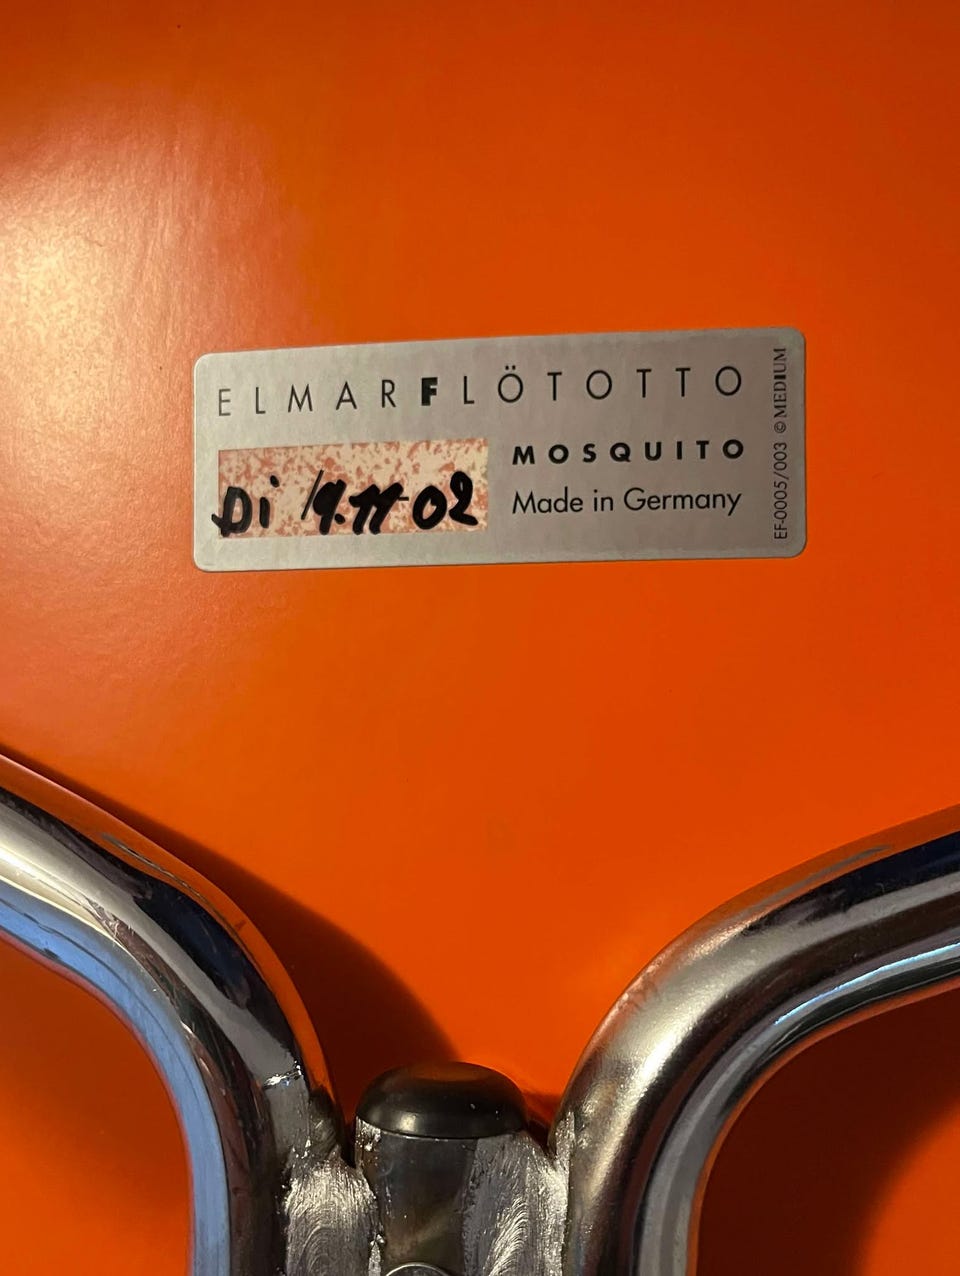 ELMARFLÖTOTTO
MOSQUITO
Made in Germany
Di 19.11.02
EF-0005/003 © MEDIUM